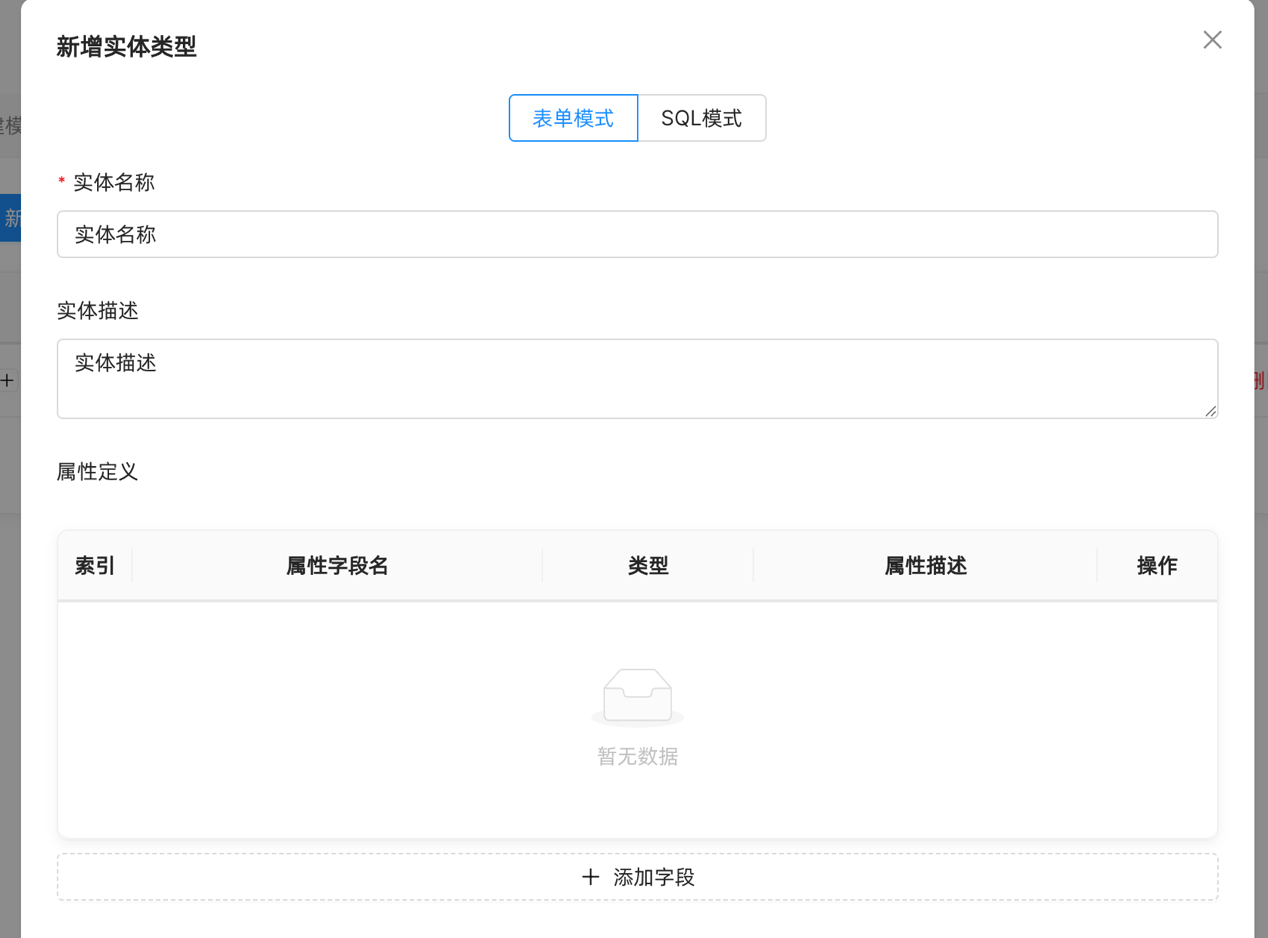 新增实体类型
表单模式 SQL模式
* 实体名称
实体名称
实体描述
实体描述
属性定义
索引 属性字段名 类型 属性描述 操作
暂无数据
+ 添加字段